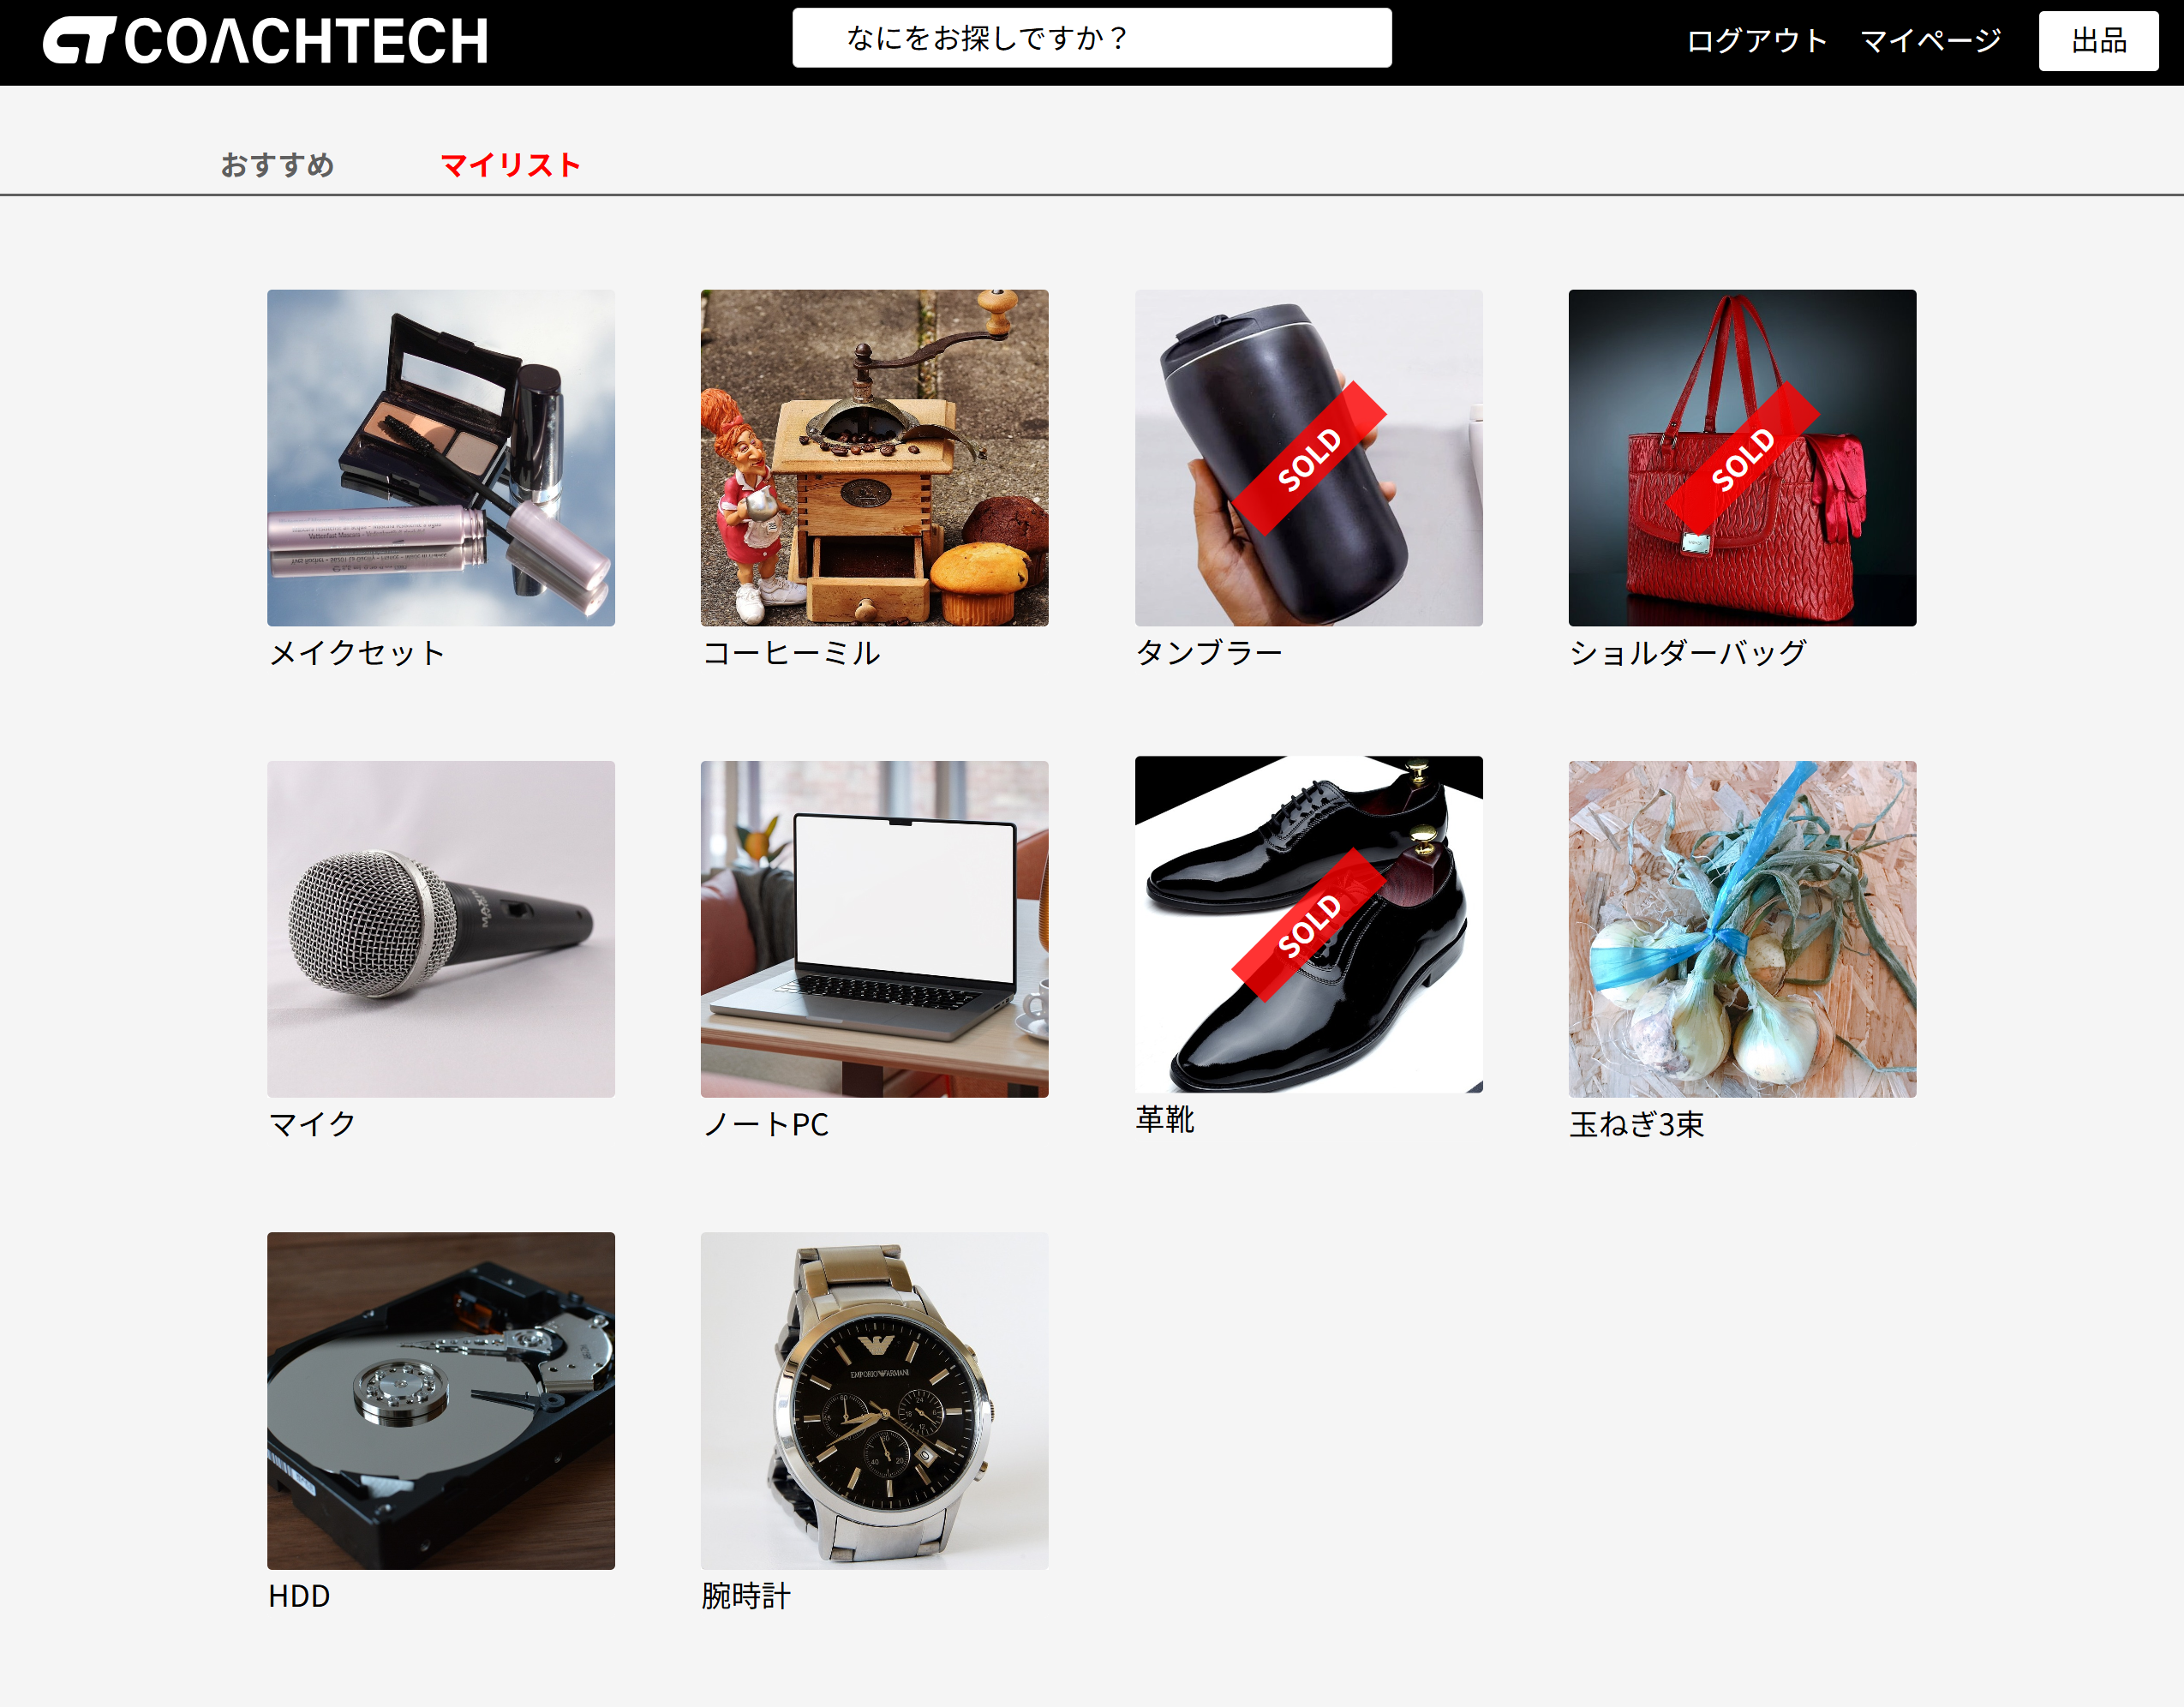 COACHTECH
なにをお探しですか？
ログアウト マイページ 出品
おすすめ マイリスト
SOLD
SOLD
メイクセット コーヒーミル タンブラー ショルダーバッグ
SOLD
マイク ノートPC 革靴 玉ねぎ3束
EMPORIO ARMANI
HDD 腕時計